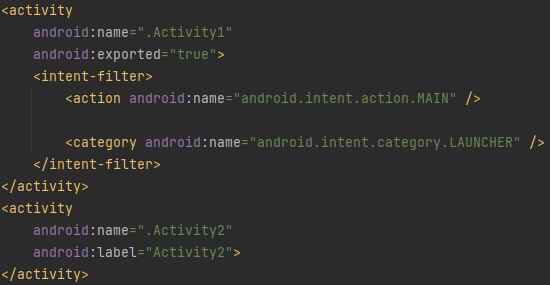 <activity
    android:name=".Activity1"
    android:exported="true">
    <intent-filter>
        <action android:name="android.intent.action.MAIN" />

        <category android:name="android.intent.category.LAUNCHER" />
    </intent-filter>
</activity>
<activity
    android:name=".Activity2"
    android:label="Activity2">
</activity>